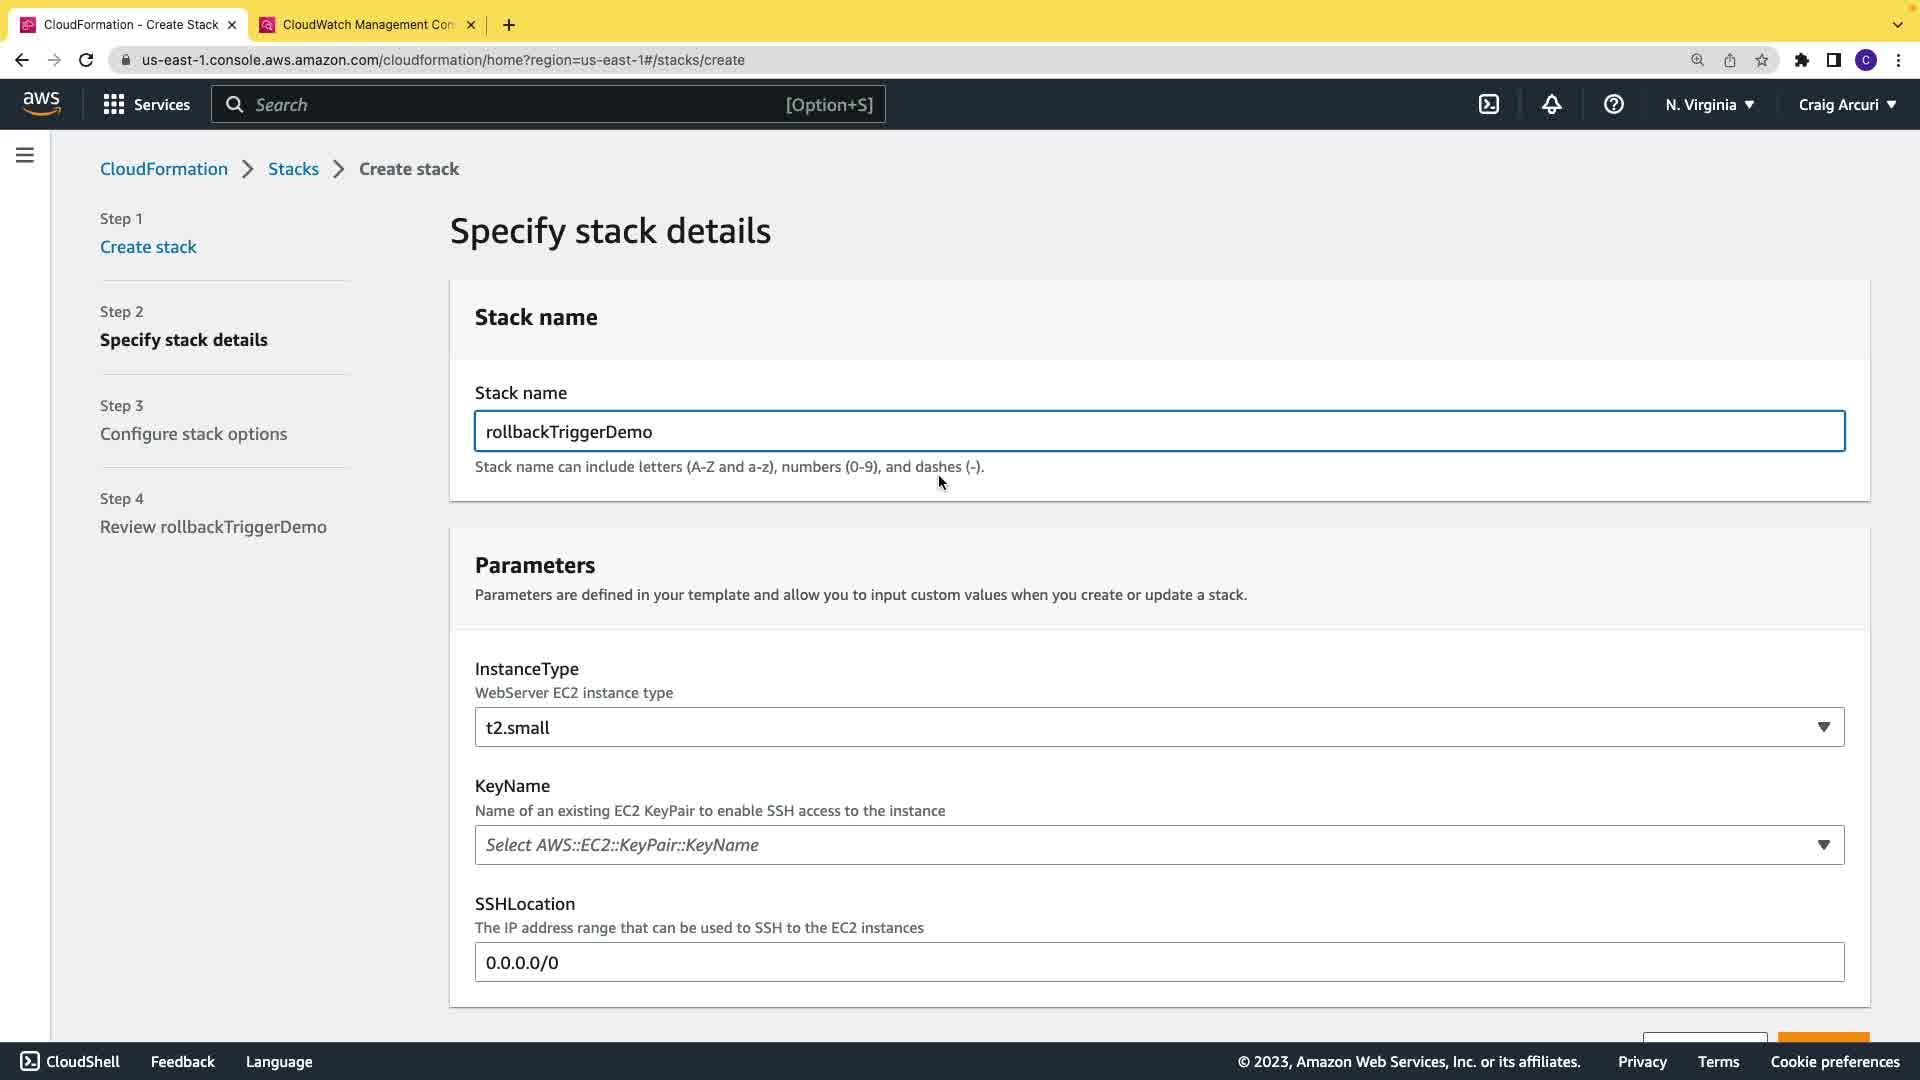 CloudFormation - Create Stack
CloudWatch Management Con
us-east-1.console.aws.amazon.com/cloudformation/home?region=us-east-1#/stacks/create
C
aws
Services
Search
[Option+S]
N. Virginia
Craig Arcuri
CloudFormation
Stacks
Create stack
Step 1
Create stack
Step 2
Specify stack details
Step 3
Configure stack options
Step 4
Review rollbackTriggerDemo
Specify stack details
Stack name
Stack name
rollbackTriggerDemo
Stack name can include letters (A-Z and a-z), numbers (0-9), and dashes (-).
Parameters
Parameters are defined in your template and allow you to input custom values when you create or update a stack.
InstanceType
WebServer EC2 instance type
t2.small
KeyName
Name of an existing EC2 KeyPair to enable SSH access to the instance
Select AWS::EC2::KeyPair::KeyName
SSHLocation
The IP address range that can be used to SSH to the EC2 instances
0.0.0.0/0
CloudShell
Feedback
Language
© 2023, Amazon Web Services, Inc. or its affiliates.
Privacy
Terms
Cookie preferences